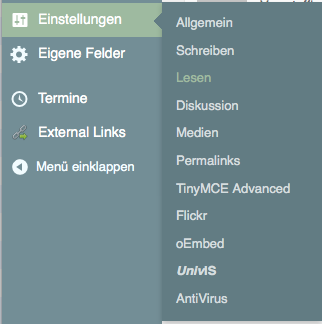 Einstellungen
Eigene Felder
Termine
External Links
Menü einklappen
Allgemein
Schreiben
Lesen
Diskussion
Medien
Permalinks
TinyMCE Advanced
Flickr
oEmbed
UnivIS
AntiVirus